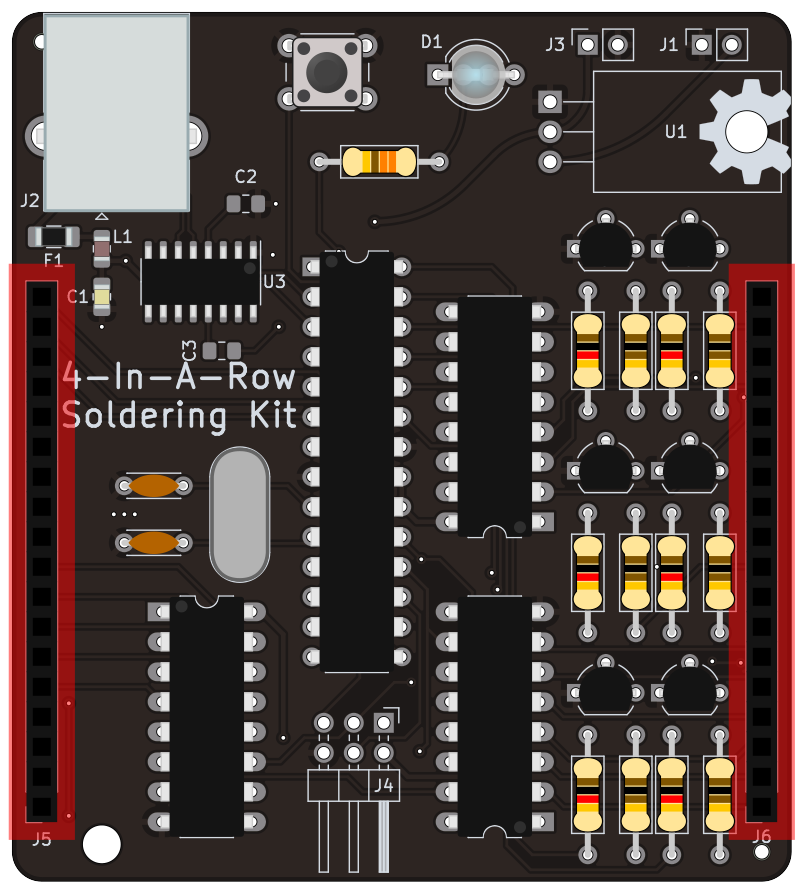 D1
J3
J1
U1
C2
J2
L1
F1
U3
C1
C3
4-In-A-Row
Soldering Kit
J4
J5
J6